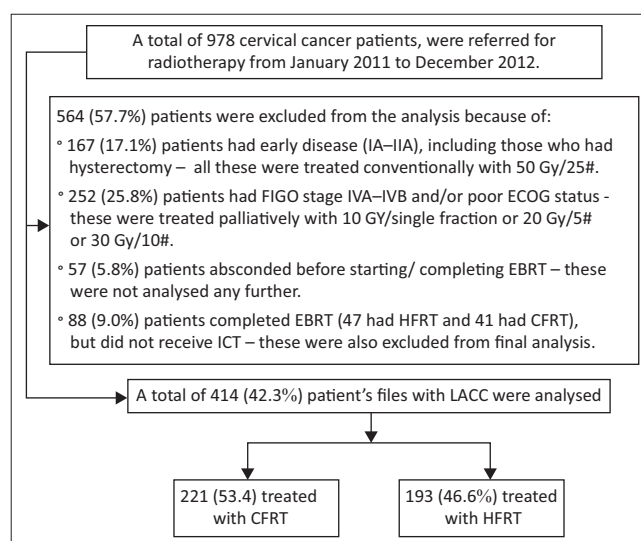 A total of 978 cervical cancer patients, were referred for
radiotherapy from January 2011 to December 2012.
564 (57.7%) patients were excluded from the analysis because of:
° 167 (17.1%) patients had early disease (IA–IIA), including those who had
hysterectomy – all these were treated conventionally with 50 Gy/25#.
° 252 (25.8%) patients had FIGO stage IVA–IVB and/or poor ECOG status -
these were treated palliatively with 10 GY/single fraction or 20 Gy/5#
or 30 Gy/10#.
° 57 (5.8%) patients absconded before starting/ completing EBRT – these
were not analysed any further.
° 88 (9.0%) patients completed EBRT (47 had HFRT and 41 had CFRT),
but did not receive ICT – these were also excluded from final analysis.
A total of 414 (42.3%) patient's files with LACC were analysed
221 (53.4) treated
with CFRT
193 (46.6%) treated
with HFRT